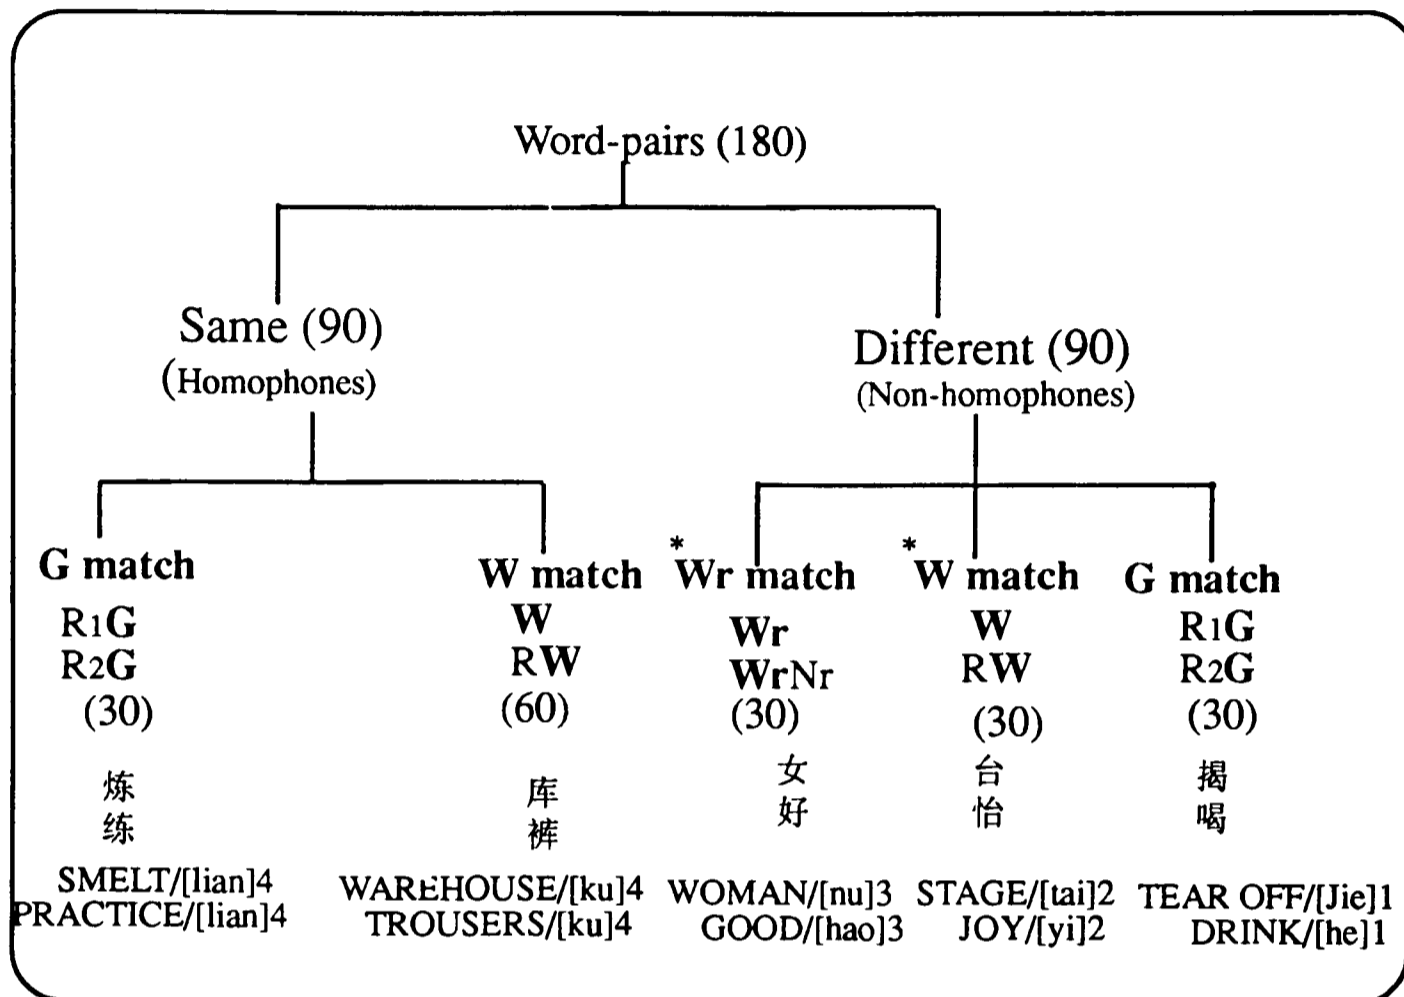 Word-pairs (180)
Same (90)
(Homophones)
Different (90)
(Non-homophones)
G match
R1G
R2G
(30)
炼
练
SMELT/[lian]4
PRACTICE/[lian]4
W match
W
RW
(60)
库
裤
WAREHOUSE/[ku]4
TROUSERS/[ku]4
*
Wr match
Wr
WrNr
(30)
女
好
WOMAN/[nu]3
GOOD/[hao]3
*
W match
W
RW
(30)
台
怡
STAGE/[tai]2
JOY/[yi]2
G match
R1G
R2G
(30)
揭
喝
TEAR OFF/[Jie]1
DRINK/[he]1